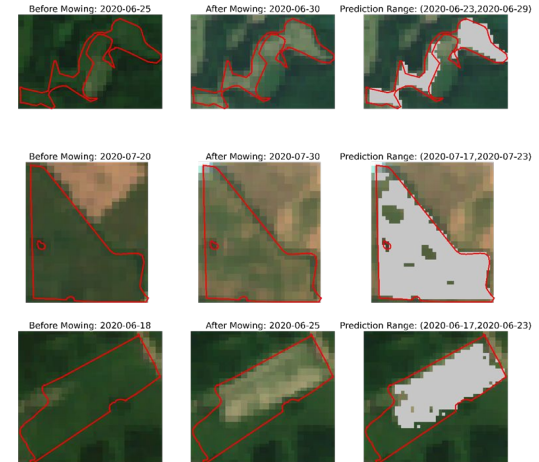 Before Mowing: 2020-06-25 After Mowing: 2020-06-30 Prediction Range: (2020-06-23,2020-06-29)
Before Mowing: 2020-07-20 After Mowing: 2020-07-30 Prediction Range: (2020-07-17,2020-07-23)
Before Mowing: 2020-06-18 After Mowing: 2020-06-25 Prediction Range: (2020-06-17,2020-06-23)